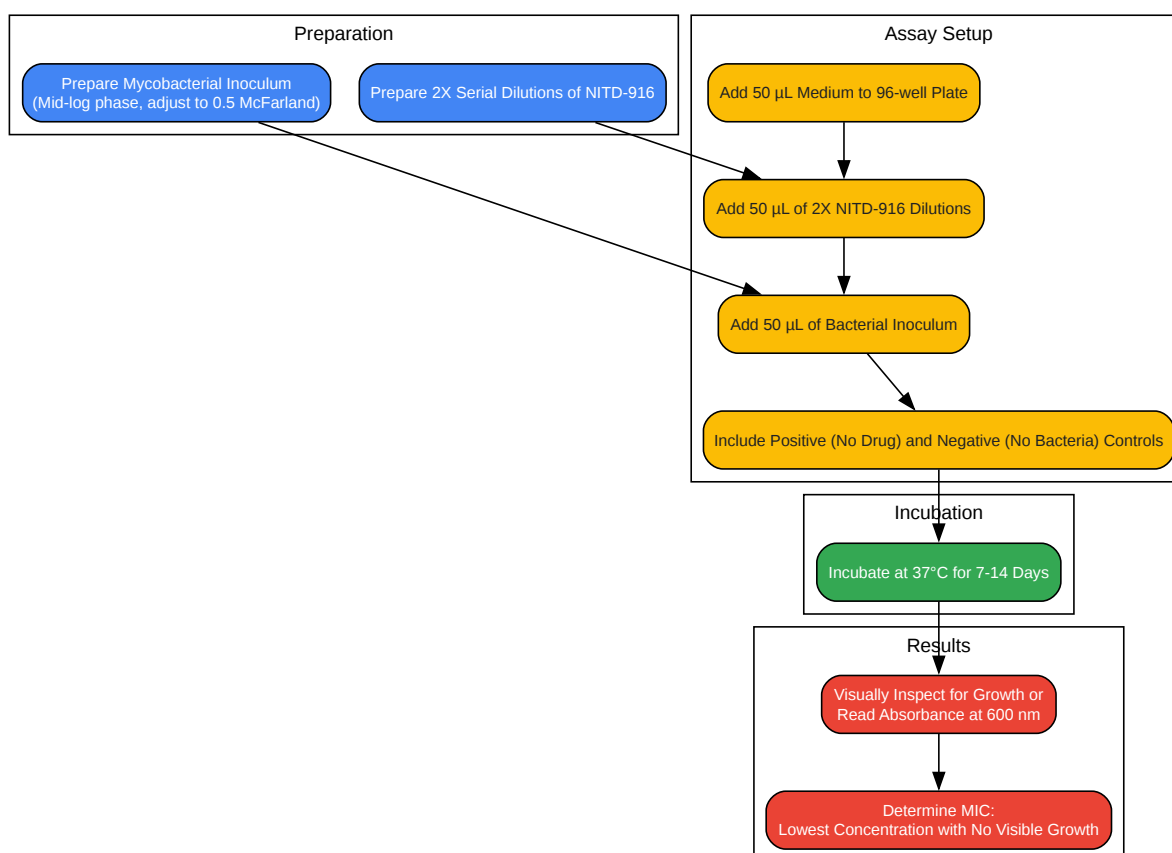 Preparation
Prepare Mycobacterial Inoculum
(Mid-log phase, adjust to 0.5 McFarland)
Prepare 2X Serial Dilutions of NITD-916
Assay Setup
Add 50 µL Medium to 96-well Plate
Add 50 µL of 2X NITD-916 Dilutions
Add 50 µL of Bacterial Inoculum
Include Positive (No Drug) and Negative (No Bacteria) Controls
Incubation
Incubate at 37°C for 7-14 Days
Results
Visually Inspect for Growth or
Read Absorbance at 600 nm
Determine MIC:
Lowest Concentration with No Visible Growth